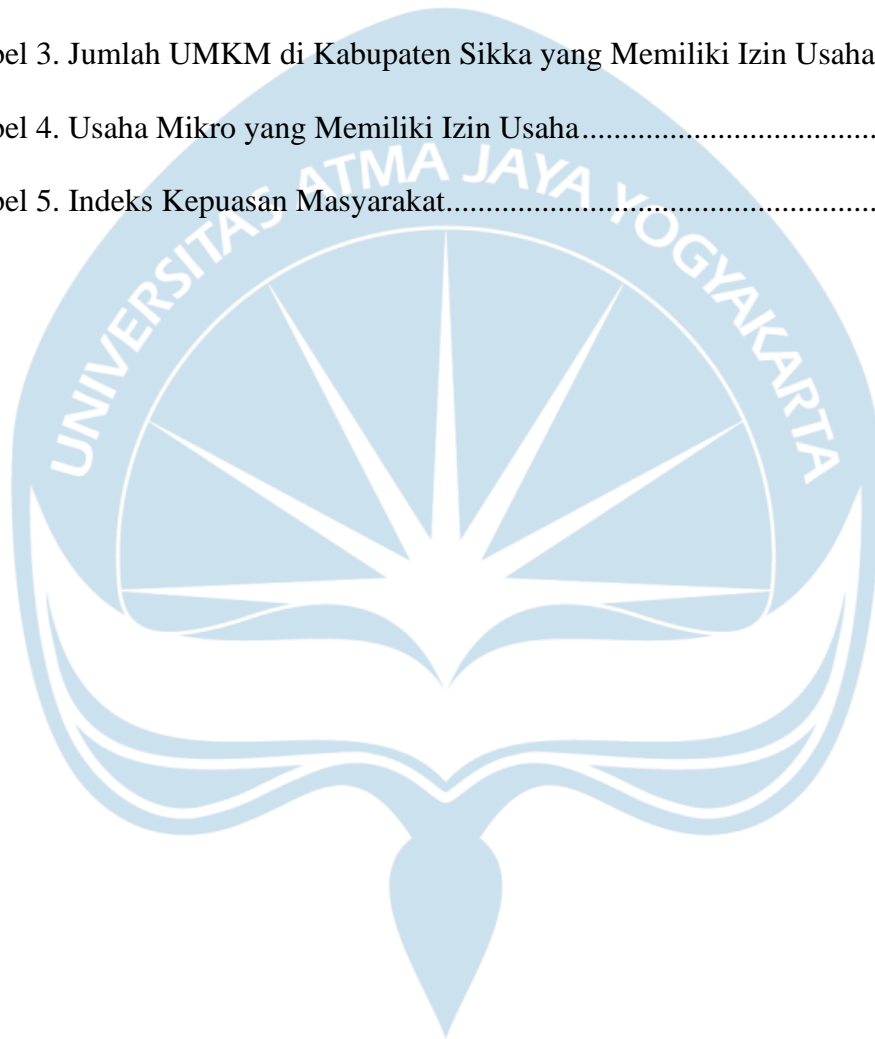 bel 3. Jumlah UMKM di Kabupaten Sikka yang Memiliki Izin Usaha
bel 4. Usaha Mikro yang Memiliki Izin Usaha....................................
bel 5. Indeks Kepuasan Masyarakat.....................................................
UNIVERSITAS ATMA JAYA YOGYAKARTA